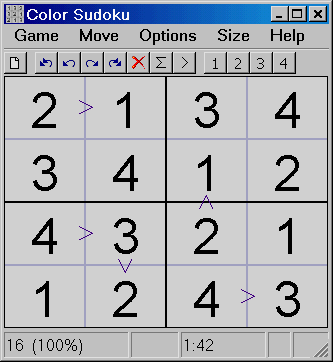 Color Sudoku
Game Move Options Size Help
Σ > 1 2 3 4
2 > 1 3 4
3 4 1 2
^
4 > 3 2 1
v
1 2 4 > 3
16 (100%) 1:42